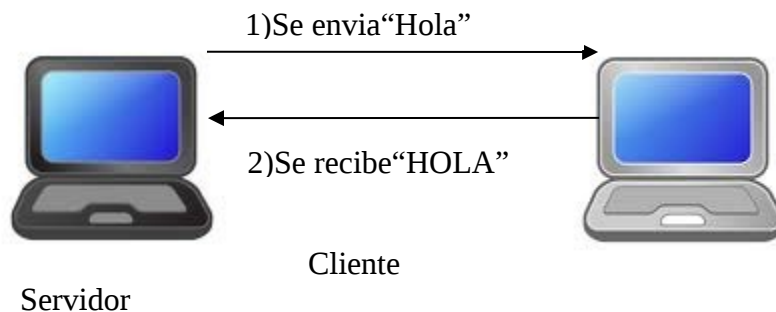 1)Se envia“Hola”
2)Se recibe“HOLA”
Cliente
Servidor